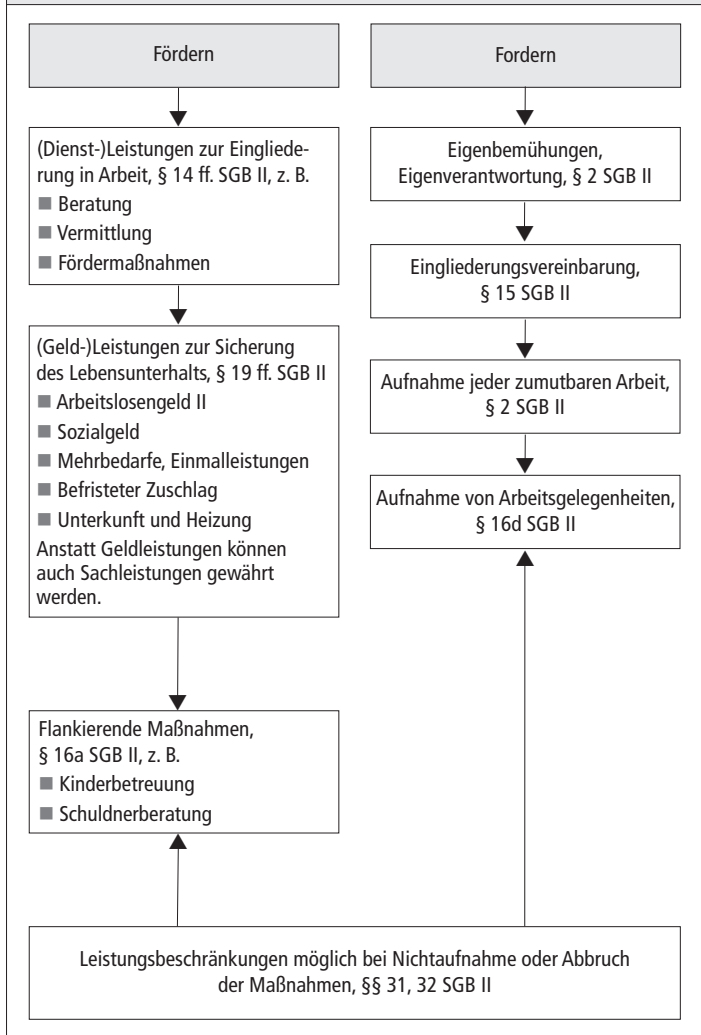 Fördern
(Dienst-)Leistungen zur Eingliede-
rung in Arbeit, § 14 ff. SGB II, z. B.
■ Beratung
■ Vermittlung
■ Fördermaßnahmen
(Geld-)Leistungen zur Sicherung
des Lebensunterhalts, § 19 ff. SGB II
■ Arbeitslosengeld II
■ Sozialgeld
■ Mehrbedarfe, Einmalleistungen
■ Befristeter Zuschlag
■ Unterkunft und Heizung
Anstatt Geldleistungen können
auch Sachleistungen gewährt
werden.
Flankierende Maßnahmen,
§ 16a SGB II, z. B.
■ Kinderbetreuung
■ Schuldnerberatung
Fordern
Eigenbemühungen,
Eigenverantwortung, § 2 SGB II
Eingliederungsvereinbarung,
§ 15 SGB II
Aufnahme jeder zumutbaren Arbeit,
§ 2 SGB II
Aufnahme von Arbeitsgelegenheiten,
§ 16d SGB II
Leistungsbeschränkungen möglich bei Nichtaufnahme oder Abbruch
der Maßnahmen, §§ 31, 32 SGB II